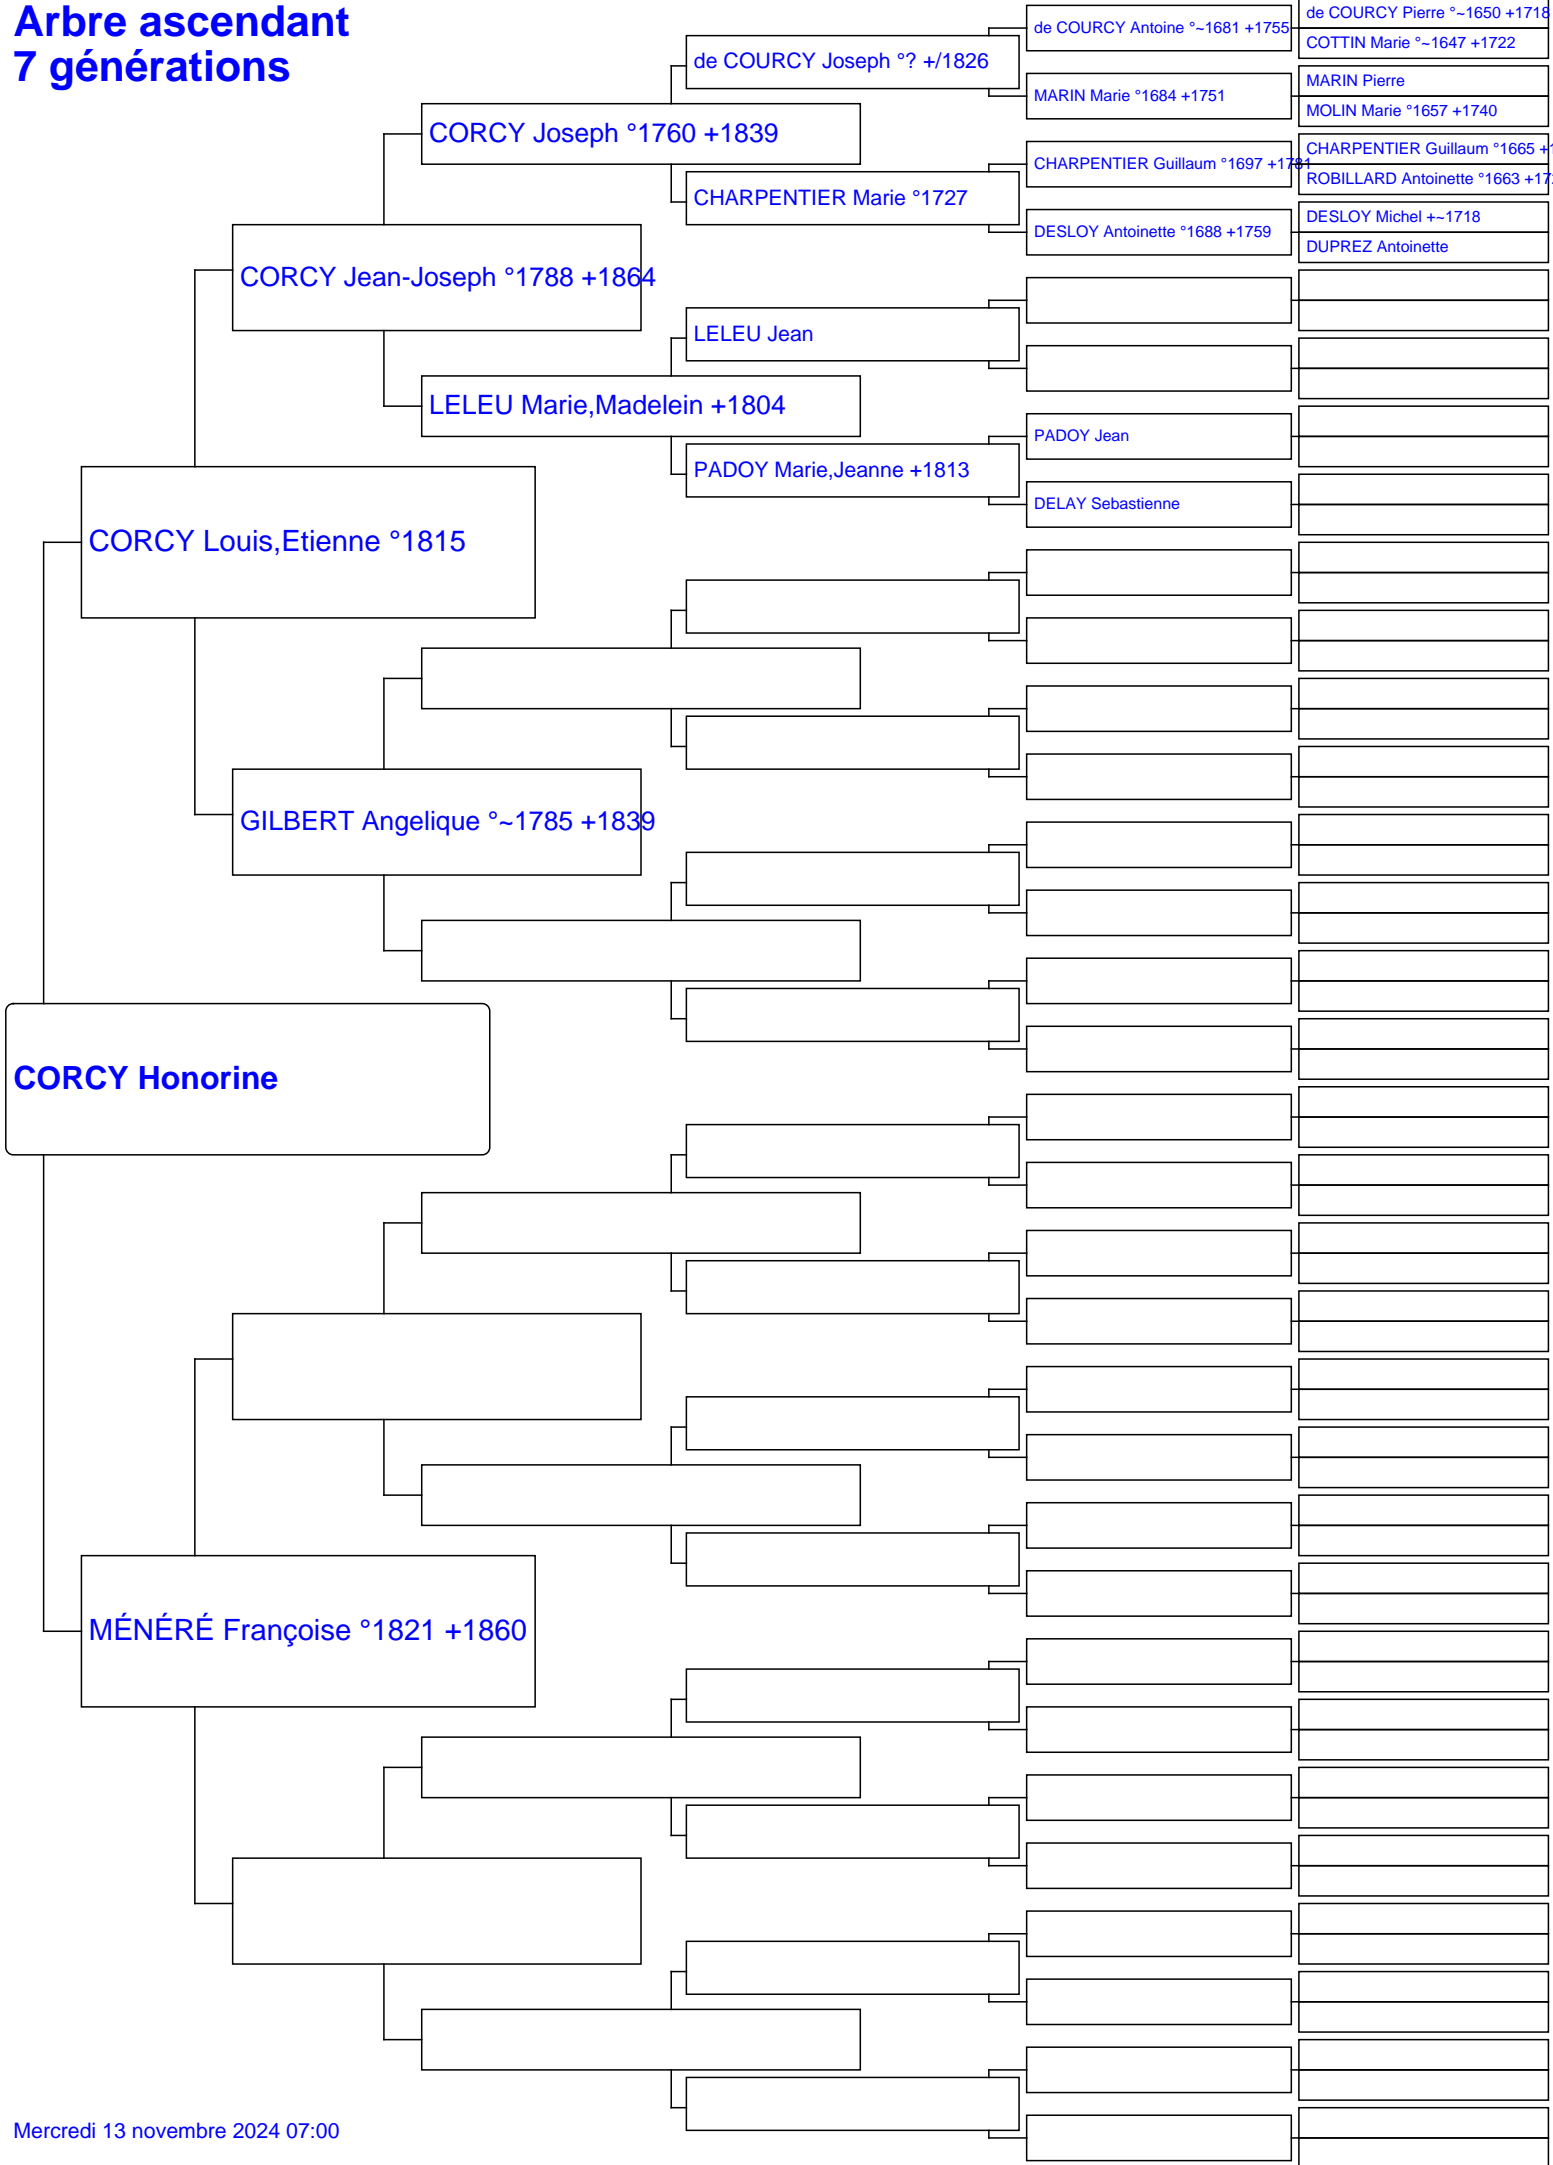 Arbre ascendant
7 générations
de COURCY Pierre °~1650 +1718
de COURCY Antoine °~1681 +1755
COTTIN Marie °~1647 +1722
de COURCY Joseph °? +/1826
MARIN Pierre
MARIN Marie °1684 +1751
MOLIN Marie °1657 +1740
CORCY Joseph °1760 +1839
CHARPENTIER Guillaum °1665
CHARPENTIER Guillaum °1697 +1781
ROBILLARD Antoinette °1663
CHARPENTIER Marie °1727
DESLOY Michel +~1718
DESLOY Antoinette °1688 +1759
DUPREZ Antoinette
CORCY Jean-Joseph °1788 +1864
LELEU Jean
LELEU Marie,Madelein +1804
PADOY Jean
PADOY Marie,Jeanne +1813
DELAY Sebastienne
CORCY Louis,Etienne °1815
GILBERT Angelique °~1785 +1839
CORCY Honorine
MÉNÉRÉ Françoise °1821 +1860
Mercredi 13 novembre 2024 07:00